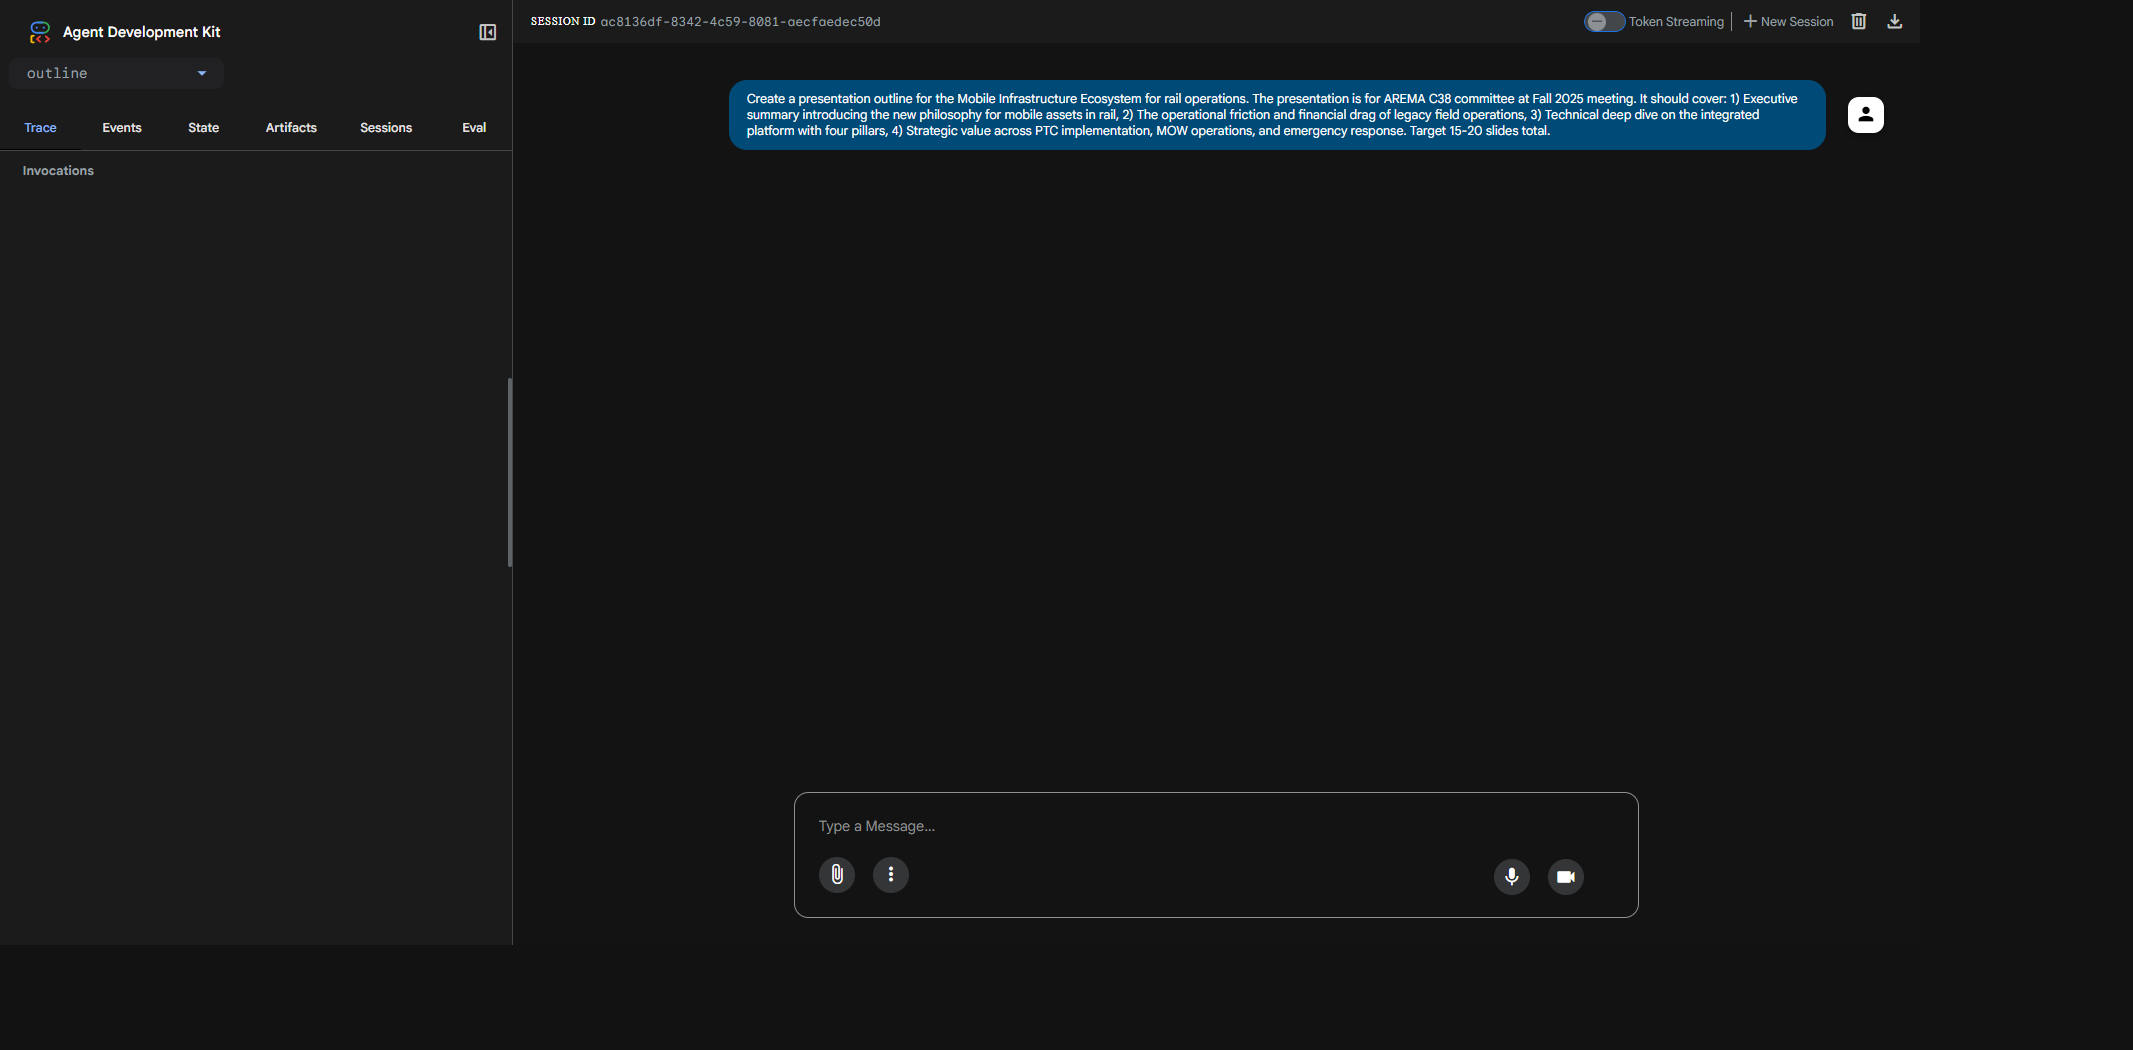 Agent Development Kit
outline
Trace Events State Artifacts Sessions Eval
Invocations
SESSION ID ac8136df-8342-4c59-8081-aecfaedec50d
Token Streaming
New Session
Create a presentation outline for the Mobile Infrastructure Ecosystem for rail operations. The presentation is for AREMA C38 committee at Fall 2025 meeting. It should cover: 1) Executive
summary introducing the new philosophy for mobile assets in rail, 2) The operational friction and financial drag of legacy field operations, 3) Technical deep dive on the integrated
platform with four pillars, 4) Strategic value across PTC implementation, MOW operations, and emergency response. Target 15-20 slides total.
Type a Message...